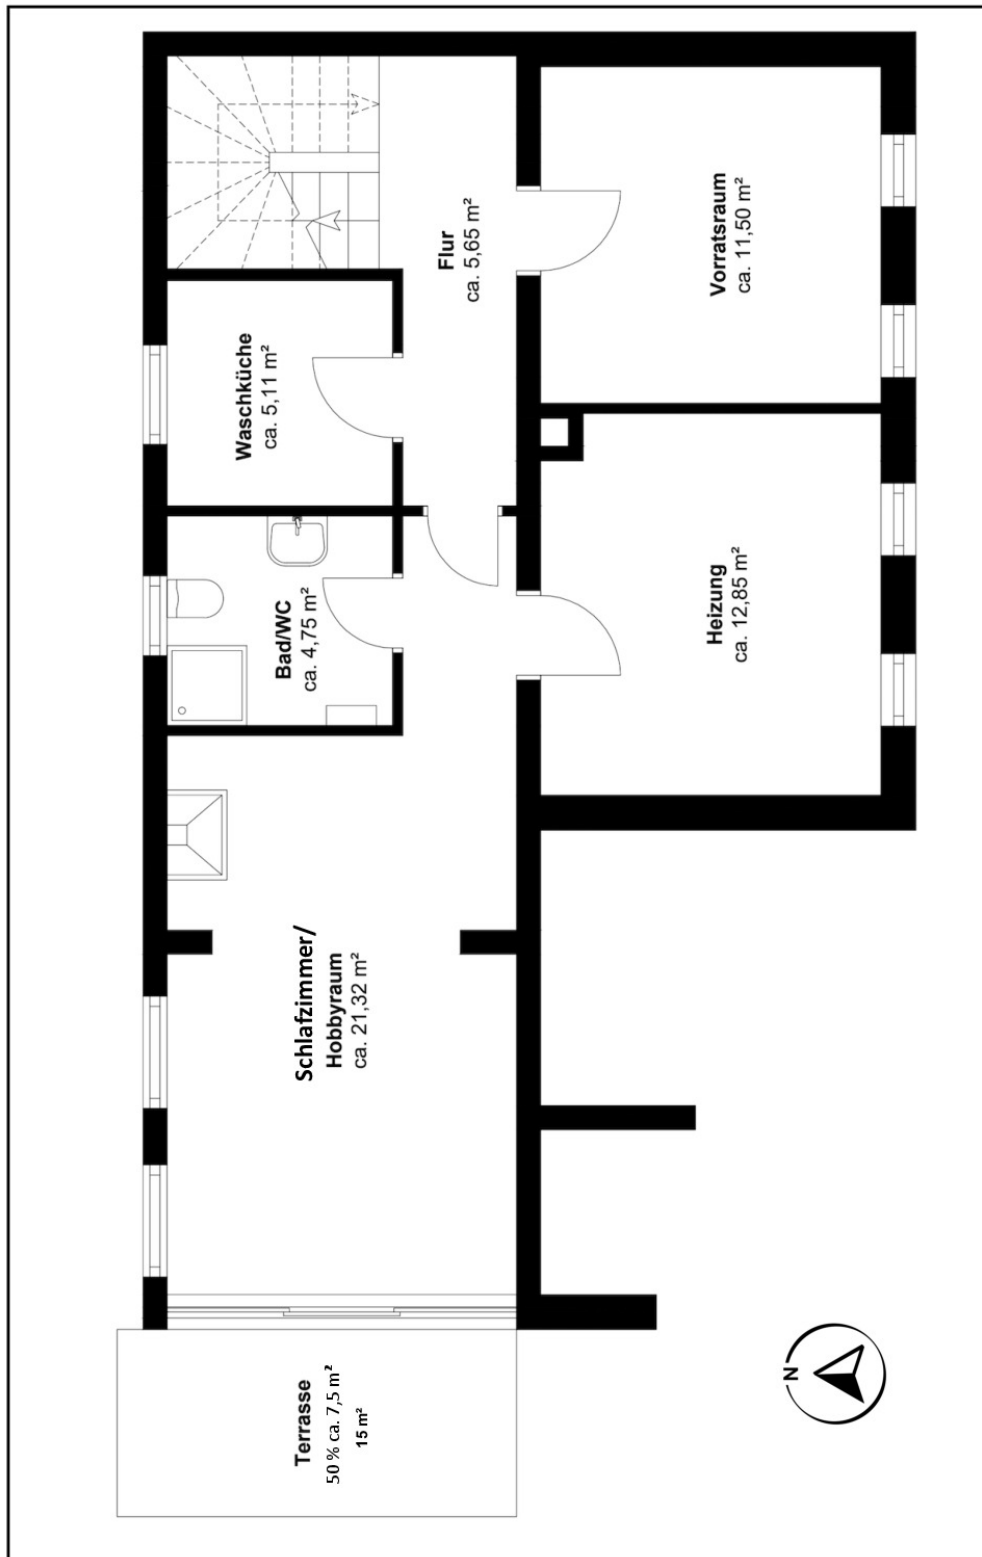 Flur
ca. 5,65 m²
Vorratsraum
ca. 11,50 m²
Waschküche
ca. 5,11 m²
Bad/WC
ca. 4,75 m²
Heizung
ca. 12,85 m²
Schlafzimmer/
Hobbyraum
ca. 21,32 m²
Terrasse
50 % ca. 7,5 m²
15 m²
N